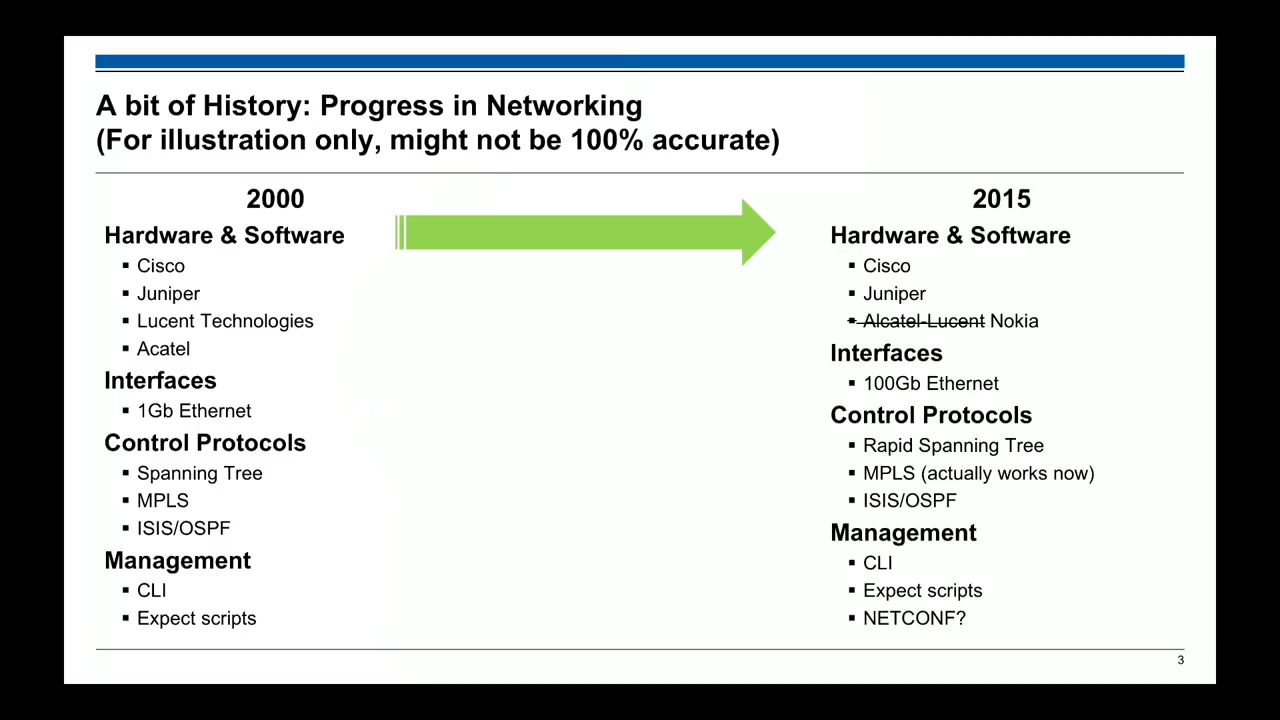 A bit of History: Progress in Networking
(For illustration only, might not be 100% accurate)
2000
Hardware & Software
▪ Cisco
▪ Juniper
▪ Lucent Technologies
▪ Acatel
Interfaces
▪ 1Gb Ethernet
Control Protocols
▪ Spanning Tree
▪ MPLS
▪ ISIS/OSPF
Management
▪ CLI
▪ Expect scripts
2015
Hardware & Software
▪ Cisco
▪ Juniper
▪ Alcatel-Lucent Nokia
Interfaces
▪ 100Gb Ethernet
Control Protocols
▪ Rapid Spanning Tree
▪ MPLS (actually works now)
▪ ISIS/OSPF
Management
▪ CLI
▪ Expect scripts
▪ NETCONF?
3